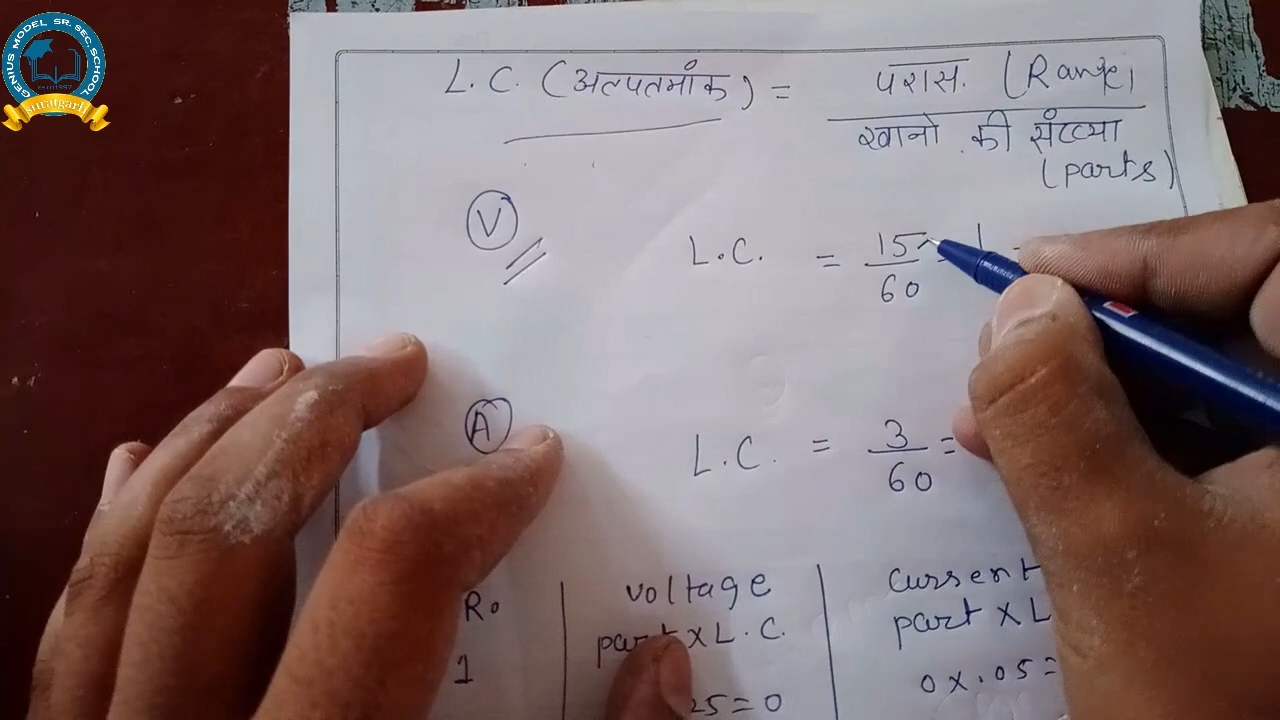 GENIUS MODEL SR. SEC. SCHOOL
suratgarh
L.C. (अल्पतमांक) = परास. (Range)
खानो की संख्या
(parts)
V
L.C. = 15 = 1
60
A
L.C. = 3 =
60
voltage
current
part x L.C.
part x L
1
25 = 0
0 x .05 =